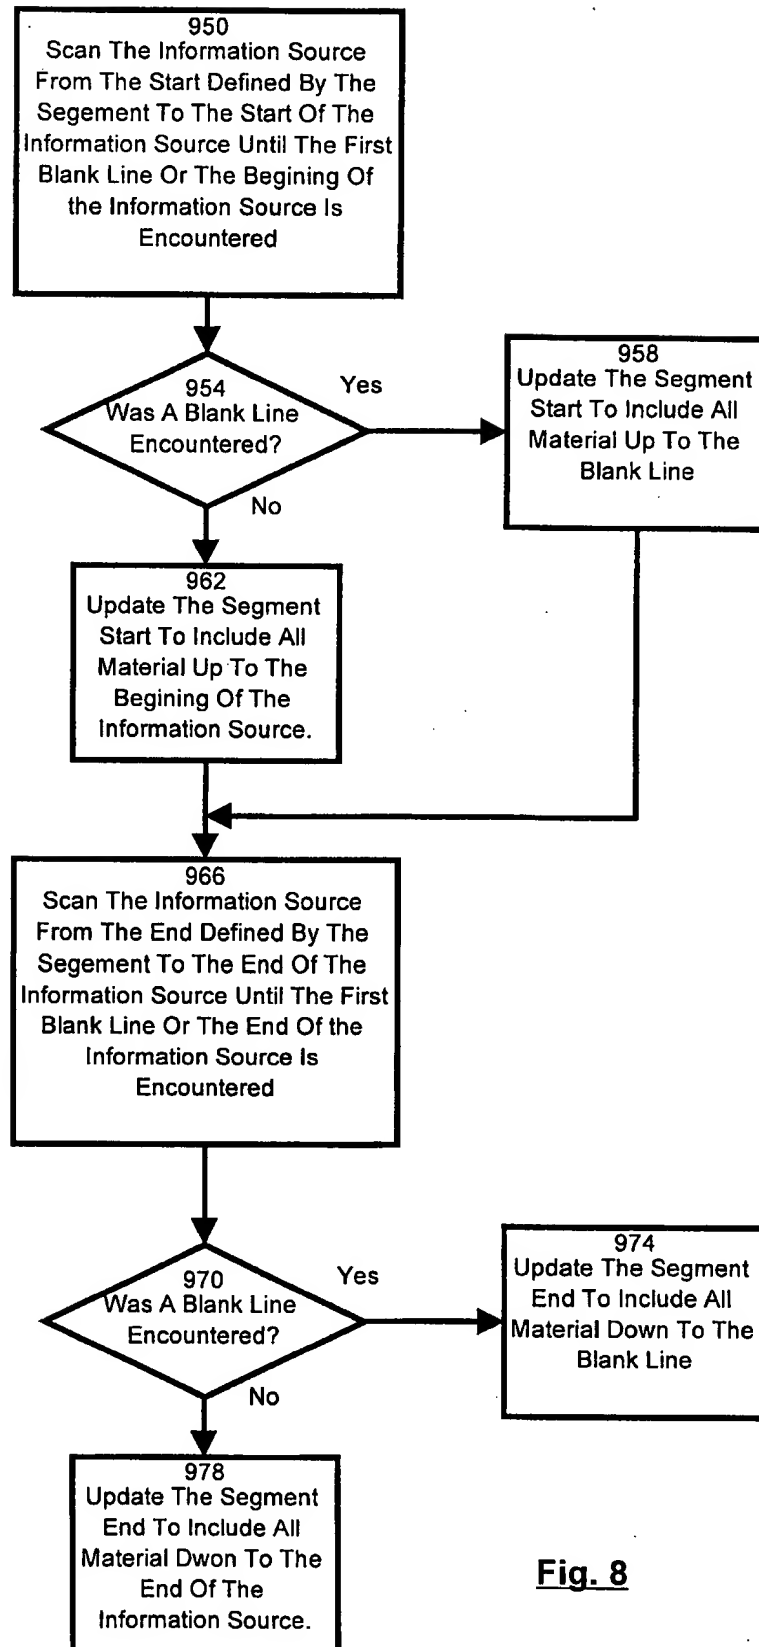 950
Scan The Information Source
From The Start Defined By The
Segement To The Start Of The
Information Source Until The First
Blank Line Or The Begining Of
the Information Source Is
Encountered
954
Was A Blank Line
Encountered?
Yes
No
958
Update The Segment
Start To Include All
Material Up To The
Blank Line
962
Update The Segment
Start To Include All
Material Up To The
Begining Of The
Information Source.
966
Scan The Information Source
From The End Defined By The
Segement To The End Of The
Information Source Until The First
Blank Line Or The End Of the
Information Source Is
Encountered
970
Was A Blank Line
Encountered?
Yes
No
974
Update The Segment
End To Include All
Material Down To The
Blank Line
978
Update The Segment
End To Include All
Material Dwon To The
End Of The
Information Source.
Fig. 8